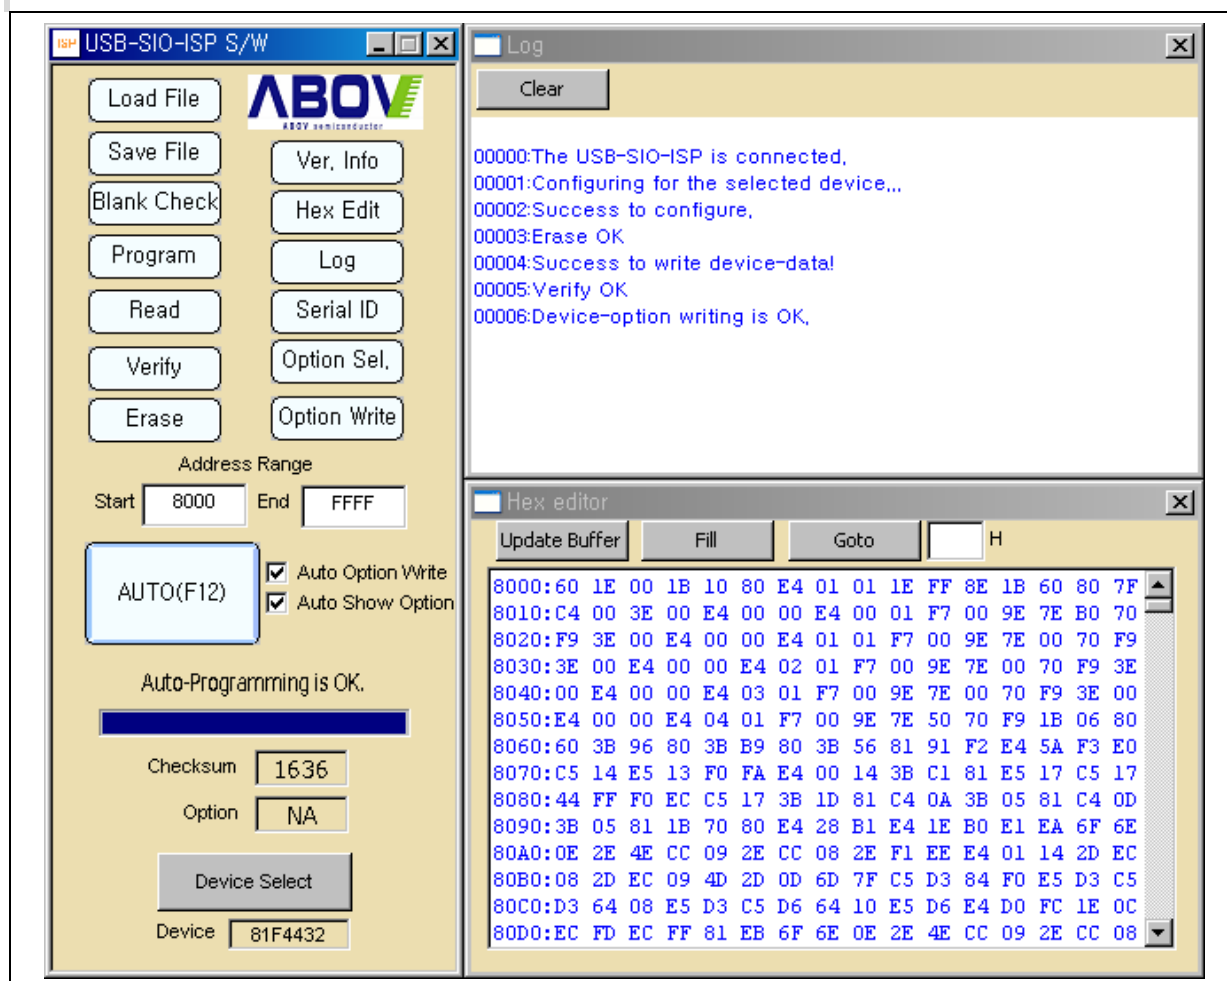 ISP USB-SIO-ISP S/W
Load File
ABOV
ABOV semiconductor
Save File
Ver. Info
Blank Check
Hex Edit
Program
Log
Read
Serial ID
Verify
Option Sel.
Erase
Option Write
Address Range
Start 8000 End FFFF
AUTO(F12)
Auto Option Write
Auto Show Option
Auto-Programming is OK.
Checksum 1636
Option NA
Device Select
Device 81F4432
Log
Clear
00000:The USB-SIO-ISP is connected.
00001:Configuring for the selected device...
00002:Success to configure.
00003:Erase OK
00004:Success to write device-data!
00005:Verify OK
00006:Device-option writing is OK.
Hex editor
Update Buffer Fill Goto H
8000:60 1E 00 1B 10 80 E4 01 01 1E FF 8E 1B 60 80 7F
8010:C4 00 3E 00 E4 00 00 E4 00 01 F7 00 9E 7E B0 70
8020:F9 3E 00 E4 00 00 E4 01 01 F7 00 9E 7E 00 70 F9
8030:3E 00 E4 00 00 E4 02 01 F7 00 9E 7E 00 70 F9 3E
8040:00 E4 00 00 E4 03 01 F7 00 9E 7E 00 70 F9 3E 00
8050:E4 00 00 E4 04 01 F7 00 9E 7E 50 70 F9 1B 06 80
8060:60 3B 96 80 3B B9 80 3B 56 81 91 F2 E4 5A F3 E0
8070:C5 14 E5 13 F0 FA E4 00 14 3B C1 81 E5 17 C5 17
8080:44 FF F0 EC C5 17 3B 1D 81 C4 0A 3B 05 81 C4 0D
8090:3B 05 81 1B 70 80 E4 28 B1 E4 1E B0 E1 EA 6F 6E
80A0:0E 2E 4E CC 09 2E CC 08 2E F1 EE E4 01 14 2D EC
80B0:08 2D EC 09 4D 2D 0D 6D 7F C5 D3 84 F0 E5 D3 C5
80C0:D3 64 08 E5 D3 C5 D6 64 10 E5 D6 E4 D0 FC 1E 0C
80D0:EC FD EC FF 81 EB 6F 6E 0E 2E 4E CC 09 2E CC 08